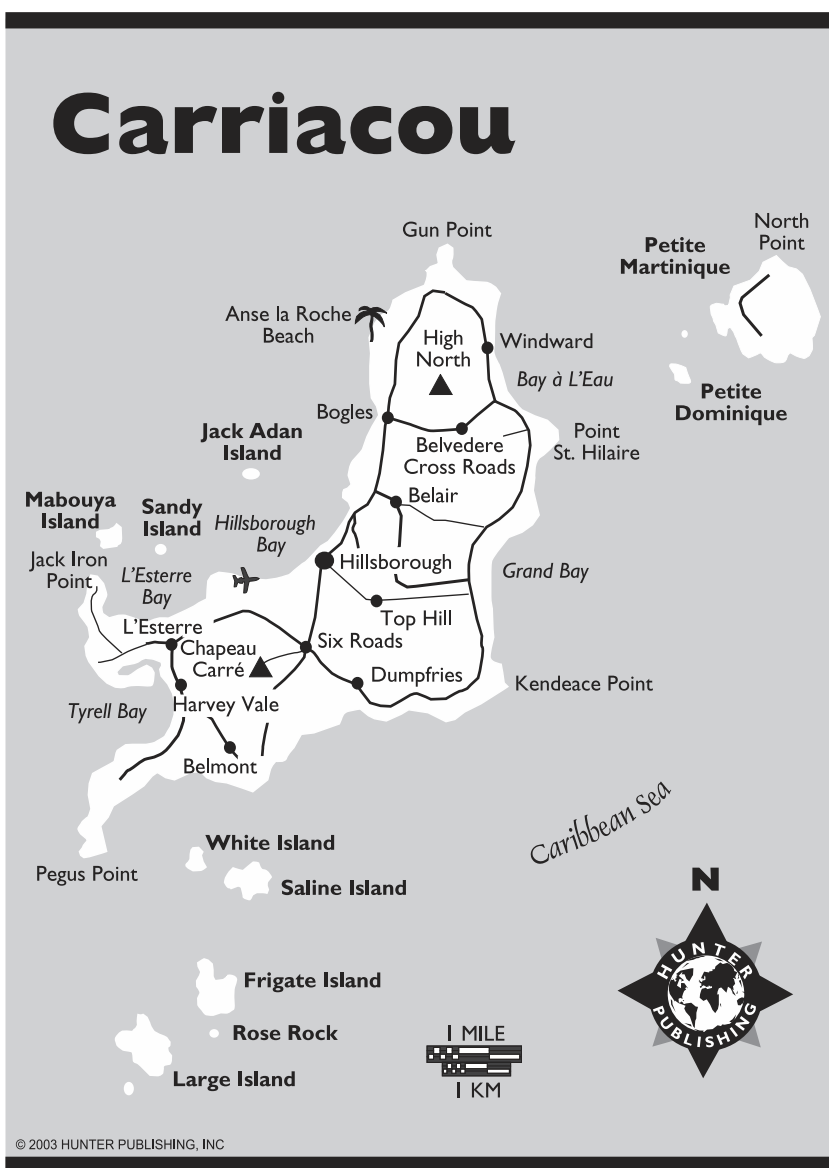 Carriacou
Gun Point
North
Point
Petite
Martinique
Anse la Roche
Beach
High
North
Windward
Bay à L'Eau
Petite
Dominique
Bogles
Jack Adan
Island
Belvedere
Cross Roads
Point
St. Hilaire
Mabouya
Island
Sandy
Island
Hillsborough
Bay
Belair
Jack Iron
Point
L'Esterre
Bay
Hillsborough
Grand Bay
Top Hill
L'Esterre
Chapeau
Carré
Six Roads
Dumpfries
Kendeace Point
Tyrell Bay
Harvey Vale
Belmont
Caribbean Sea
Pegus Point
White Island
Saline Island
N
HUNTER
PUBLISHING
Frigate Island
Rose Rock
Large Island
1 MILE
1 KM
© 2003 HUNTER PUBLISHING, INC